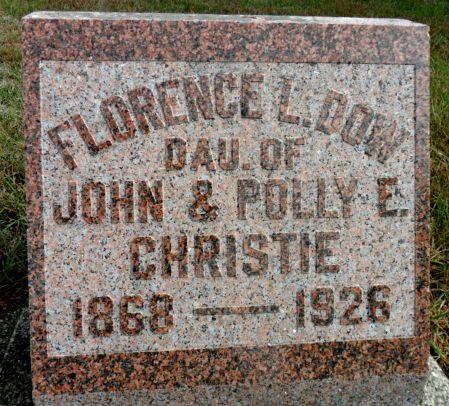 FLORENCE L. DOW
DAU. OF
JOHN & POLLY E.
CHRISTIE
1868 — 1926